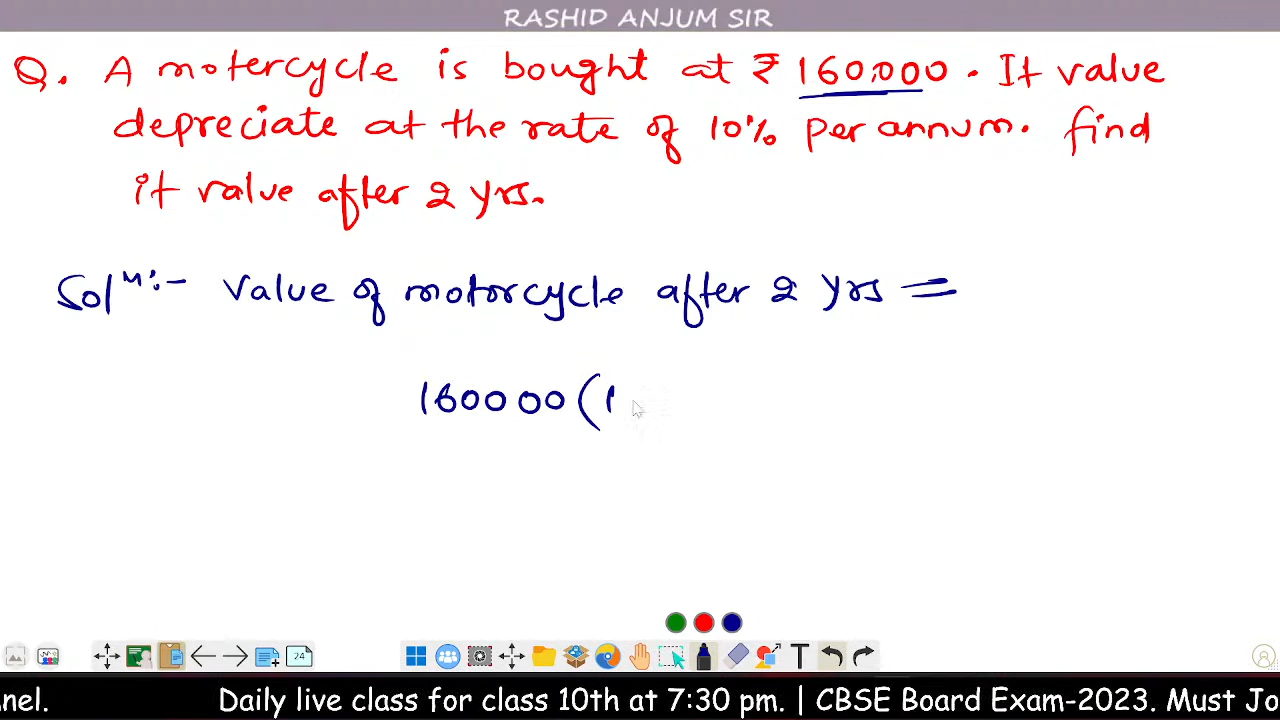 RASHID ANJUM SIR
Q. A motercycle is bought at ₹ 160,000. It value
depreciate at the rate of 10% per annum. find
it value after 2 yrs.
Solⁿ:- Value of motorcycle after 2 yrs =
160000 (1
24
nnel. Daily live class for class 10th at 7:30 pm. | CBSE Board Exam-2023. Must Jo